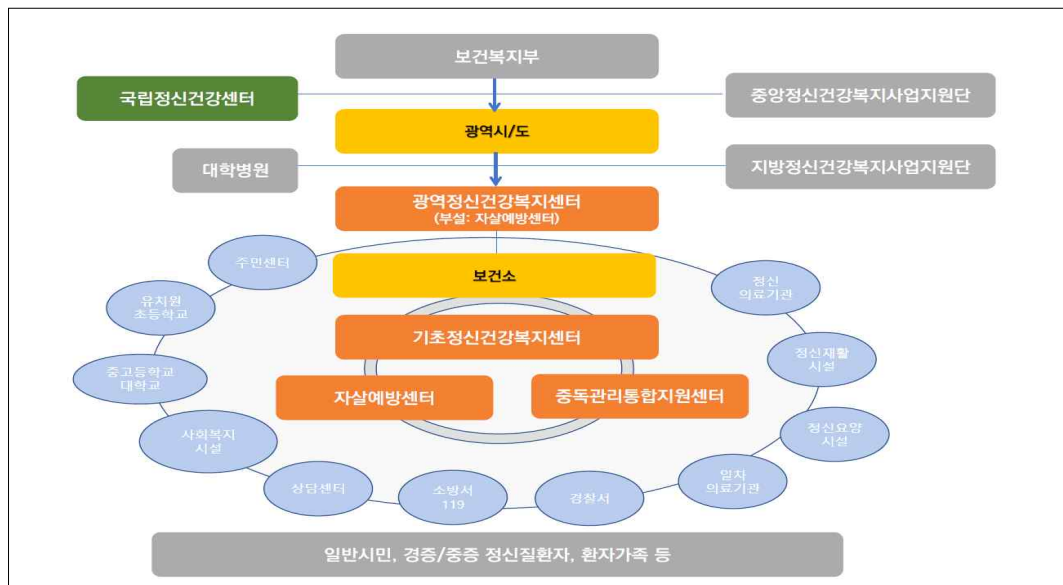 보건복지부
국립정신건강센터
중앙정신건강복지사업지원단
광역시/도
대학병원
지방정신건강복지사업지원단
광역정신건강복지센터
(부설: 자살예방센터)
주민센터
보건소
정신
의료기관
유치원
초등학교
기초정신건강복지센터
정신재활
시설
중고등학교
대학교
자살예방센터
중독관리통합지원센터
사회복지
시설
정신요양
시설
상담센터
소방서
119
경찰서
일차
의료기관
일반시민, 경증/중증 정신질환자, 환자가족 등